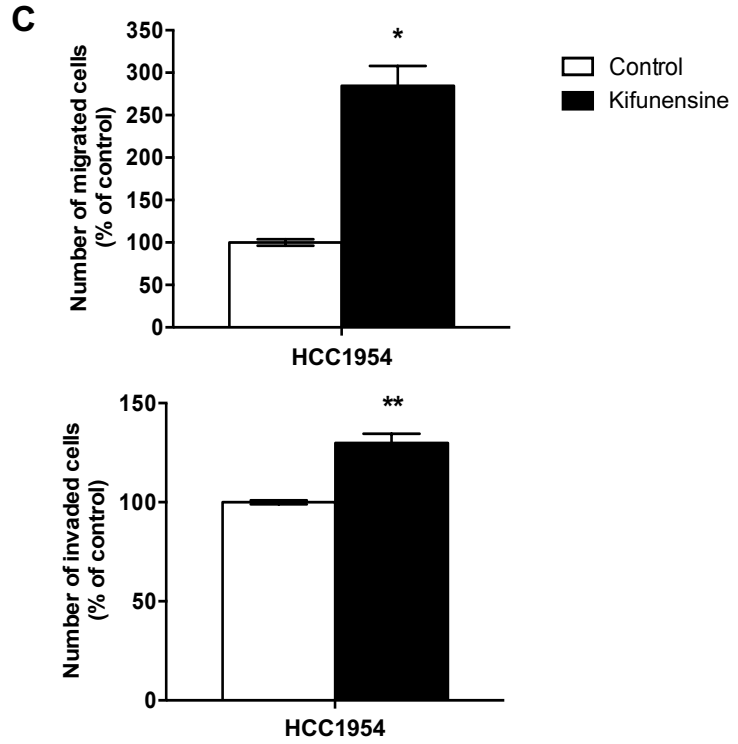 C
Number of migrated cells
(% of control)
350
300
250
200
150
100
50
0
*
HCC1954
Control
Kifunensine
Number of invaded cells
(% of control)
150
100
50
0
**
HCC1954